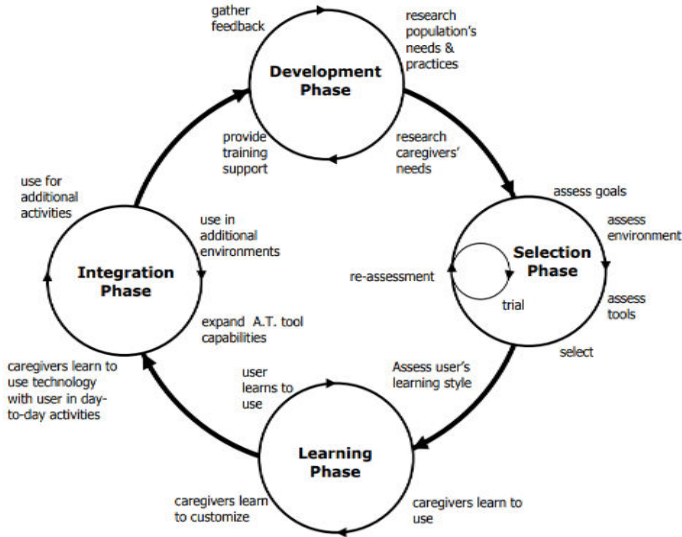 gather
feedback
research
population's
needs &
practices
Development
Phase
provide
training
support
research
caregivers'
needs
assess goals
assess
environment
Selection
Phase
re-assessment
trial
assess
tools
select
use for
additional
activities
use in
additional
environments
Integration
Phase
expand A.T. tool
capabilities
caregivers learn to
use technology
with user in day-
to-day activities
Assess user's
learning style
user
learns to
use
Learning
Phase
caregivers learn
to customize
caregivers learn to
use